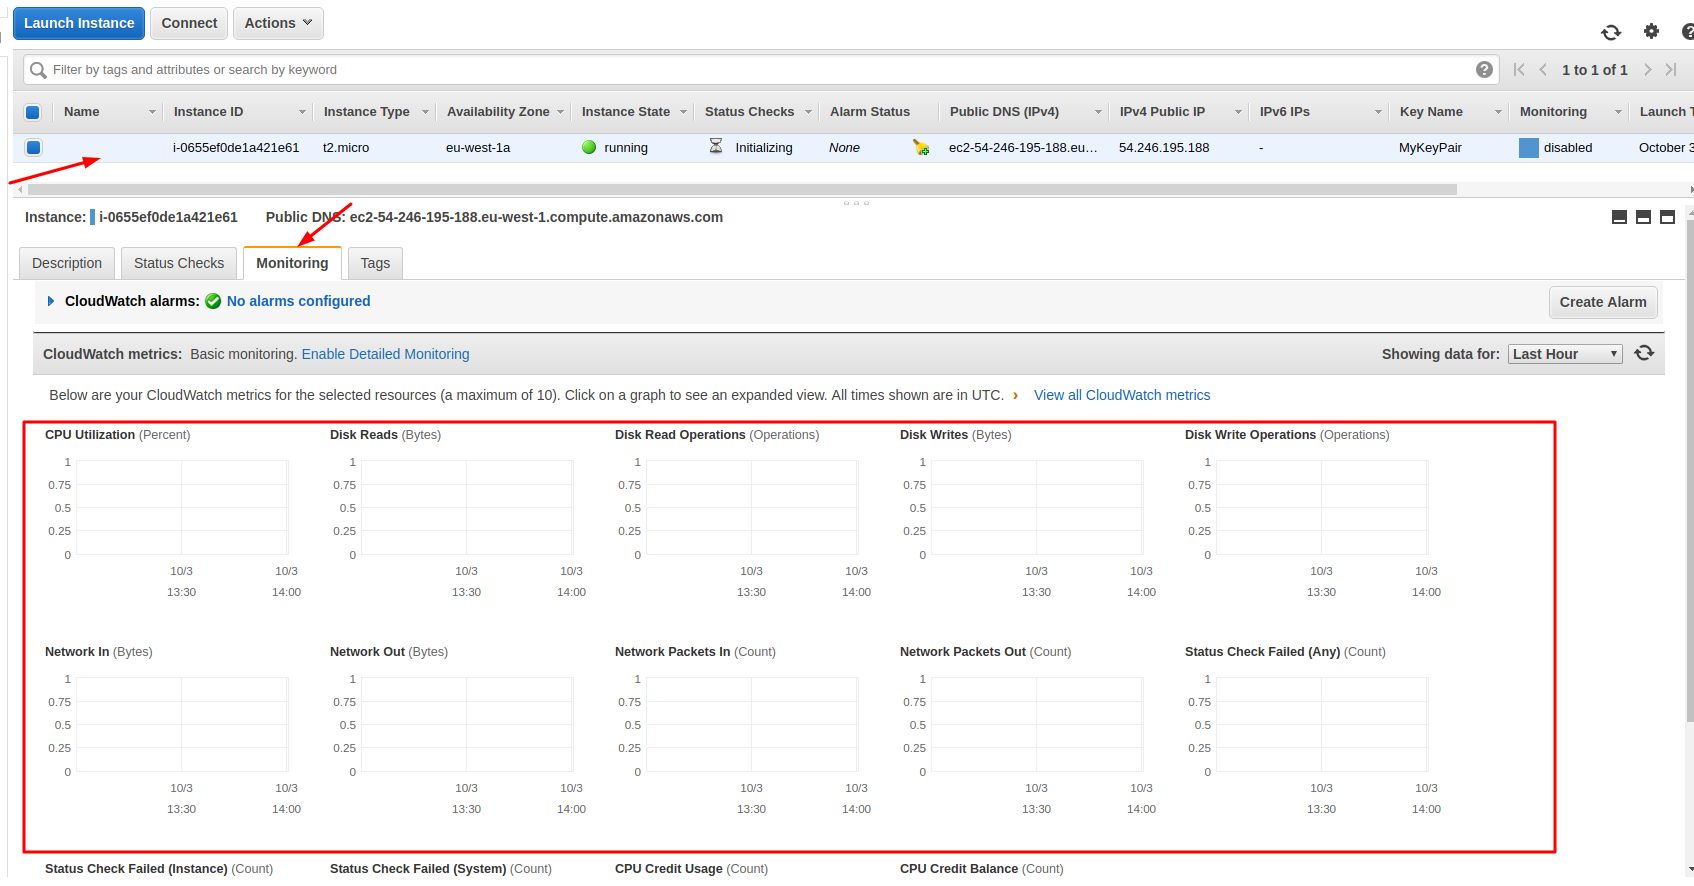 Launch Instance Connect Actions
Filter by tags and attributes or search by keyword 1 to 1 of 1
Name Instance ID Instance Type Availability Zone Instance State Status Checks Alarm Status Public DNS (IPv4) IPv4 Public IP IPv6 IPs Key Name Monitoring Launch T
i-0655ef0de1a421e61 t2.micro eu-west-1a running Initializing None ec2-54-246-195-188.eu... 54.246.195.188 - MyKeyPair disabled October 3
Instance: i-0655ef0de1a421e61 Public DNS: ec2-54-246-195-188.eu-west-1.compute.amazonaws.com
Description Status Checks Monitoring Tags
CloudWatch alarms: No alarms configured Create Alarm
CloudWatch metrics: Basic monitoring. Enable Detailed Monitoring Showing data for: Last Hour
Below are your CloudWatch metrics for the selected resources (a maximum of 10). Click on a graph to see an expanded view. All times shown are in UTC. › View all CloudWatch metrics
CPU Utilization (Percent) Disk Reads (Bytes) Disk Read Operations (Operations) Disk Writes (Bytes) Disk Write Operations (Operations)
1 1 1 1 1
0.75 0.75 0.75 0.75 0.75
0.5 0.5 0.5 0.5 0.5
0.25 0.25 0.25 0.25 0.25
0 0 0 0 0
10/3 10/3 10/3 10/3 10/3 10/3 10/3 10/3 10/3 10/3
13:30 14:00 13:30 14:00 13:30 14:00 13:30 14:00 13:30 14:00
Network In (Bytes) Network Out (Bytes) Network Packets In (Count) Network Packets Out (Count) Status Check Failed (Any) (Count)
1 1 1 1 1
0.75 0.75 0.75 0.75 0.75
0.5 0.5 0.5 0.5 0.5
0.25 0.25 0.25 0.25 0.25
0 0 0 0 0
10/3 10/3 10/3 10/3 10/3 10/3 10/3 10/3 10/3 10/3
13:30 14:00 13:30 14:00 13:30 14:00 13:30 14:00 13:30 14:00
Status Check Failed (Instance) (Count) Status Check Failed (System) (Count) CPU Credit Usage (Count) CPU Credit Balance (Count)